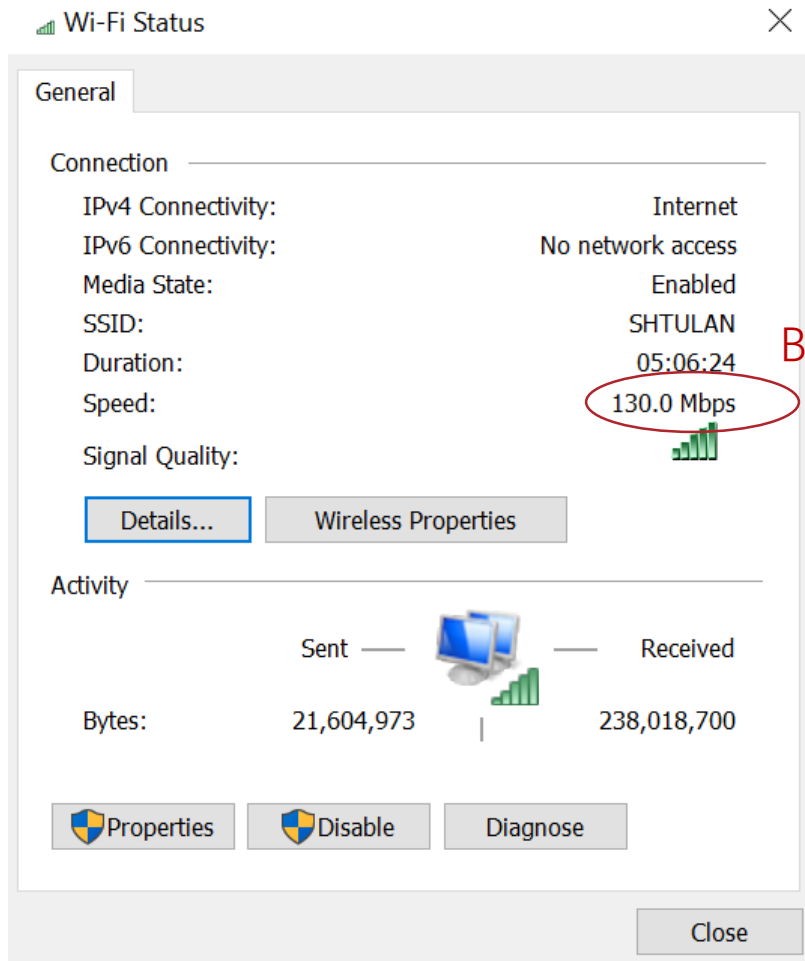 Wi-Fi Status
General
Connection
IPv4 Connectivity: Internet
IPv6 Connectivity: No network access
Media State: Enabled
SSID: SHTULAN
Duration: 05:06:24
B
Speed: 130.0 Mbps
Signal Quality:
Details... Wireless Properties
Activity
Sent Received
Bytes: 21,604,973 238,018,700
Properties Disable Diagnose
Close